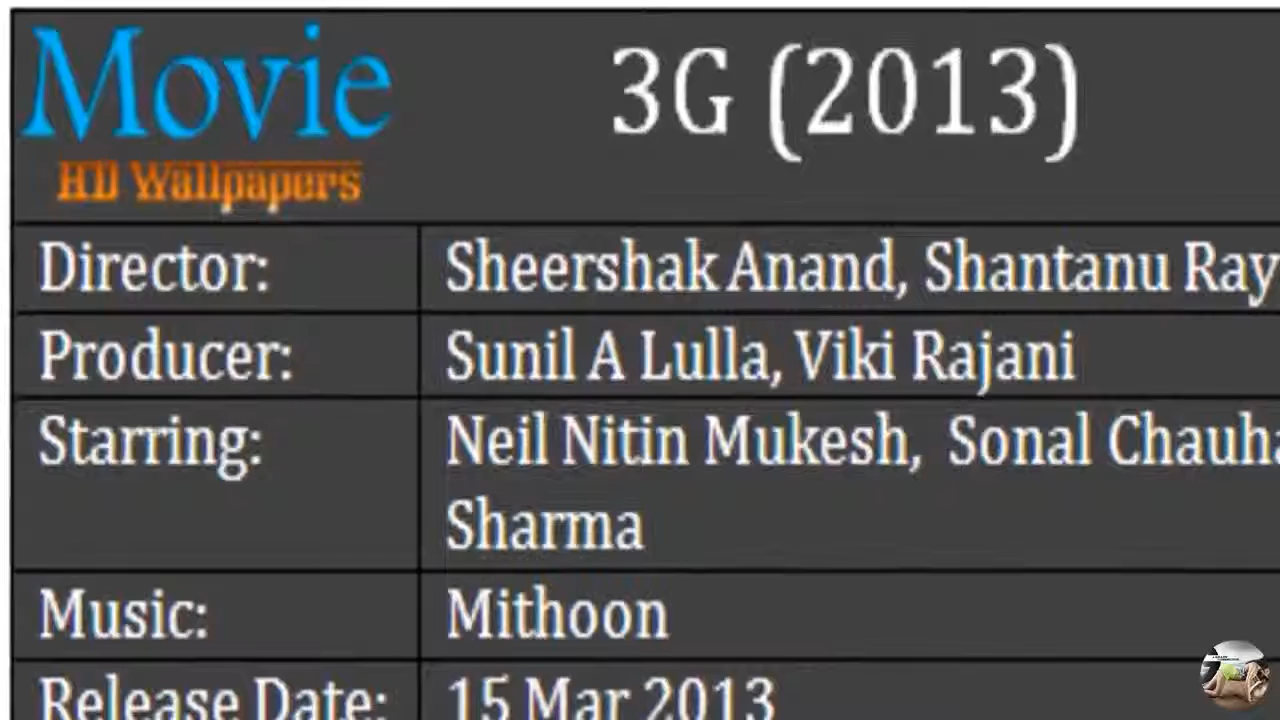 Movie 3G (2013)
HD Wallpapers
Director: Sheershak Anand, Shantanu Ray
Producer: Sunil A Lulla, Viki Rajani
Starring: Neil Nitin Mukesh, Sonal Chauha
Sharma
Music: Mithoon
Release Date: 15 Mar 2013